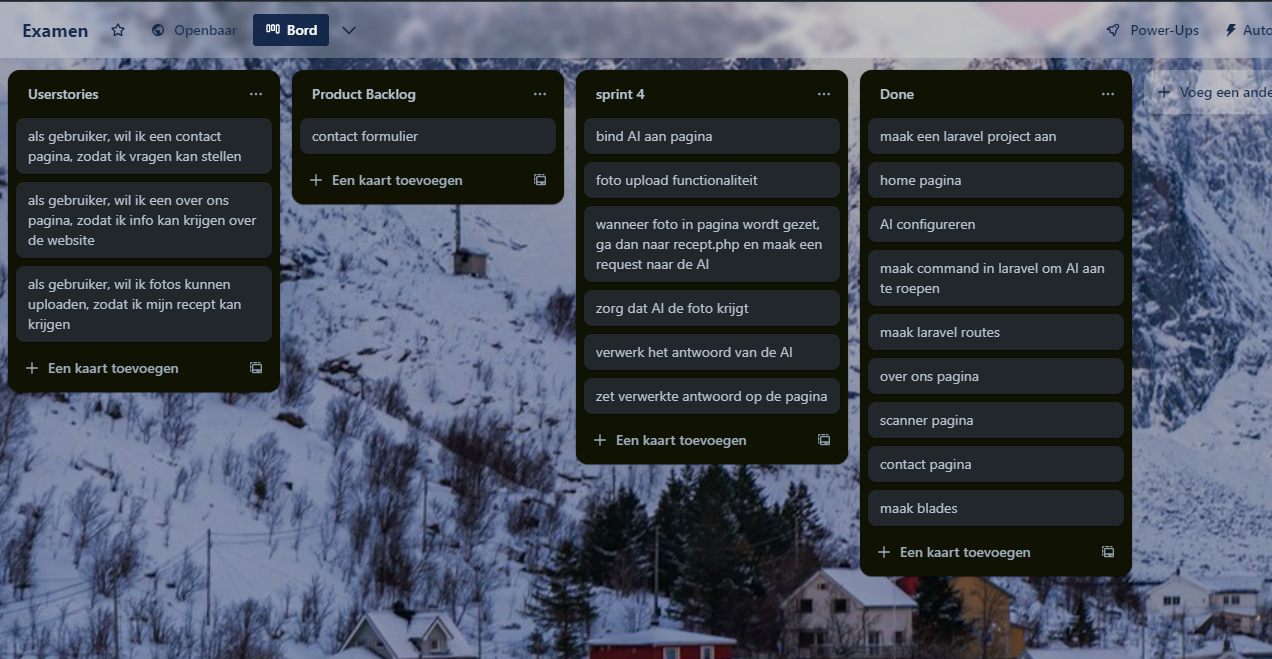 Examen
Openbaar
Bord
Power-Ups
Userstories
als gebruiker, wil ik een contact
pagina, zodat ik vragen kan stellen
als gebruiker, wil ik een over ons
pagina, zodat ik info kan krijgen over
de website
als gebruiker, wil ik fotos kunnen
uploaden, zodat ik mijn recept kan
krijgen
Een kaart toevoegen
Product Backlog
contact formulier
Een kaart toevoegen
sprint 4
bind AI aan pagina
foto upload functionaliteit
wanneer foto in pagina wordt gezet,
ga dan naar recept.php en maak een
request naar de AI
zorg dat AI de foto krijgt
verwerk het antwoord van de AI
zet verwerkte antwoord op de pagina
Een kaart toevoegen
Done
maak een laravel project aan
home pagina
AI configureren
maak command in laravel om AI aan
te roepen
maak laravel routes
over ons pagina
scanner pagina
contact pagina
maak blades
Een kaart toevoegen
Voeg een